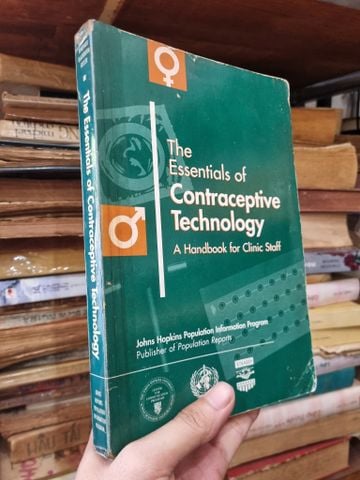 The
Essentials of
Contraceptive
Technology
A Handbook for Clinic Staff
Johns Hopkins Population Information Program
Publisher of Population Reports
The Essentials of Contraceptive Technology